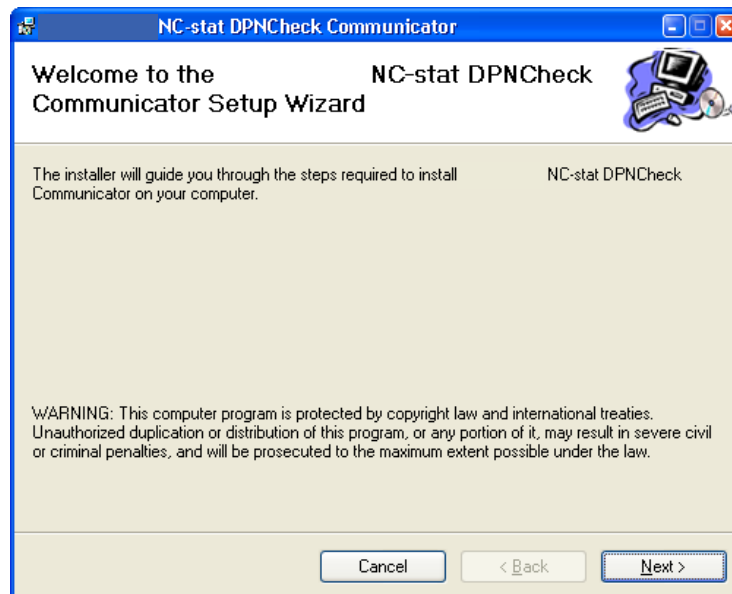 NC-stat DPNCheck Communicator
Welcome to the NC-stat DPNCheck
Communicator Setup Wizard
The installer will guide you through the steps required to install NC-stat DPNCheck
Communicator on your computer.
WARNING: This computer program is protected by copyright law and international treaties.
Unauthorized duplication or distribution of this program, or any portion of it, may result in severe civil
or criminal penalties, and will be prosecuted to the maximum extent possible under the law.
Cancel < Back Next >